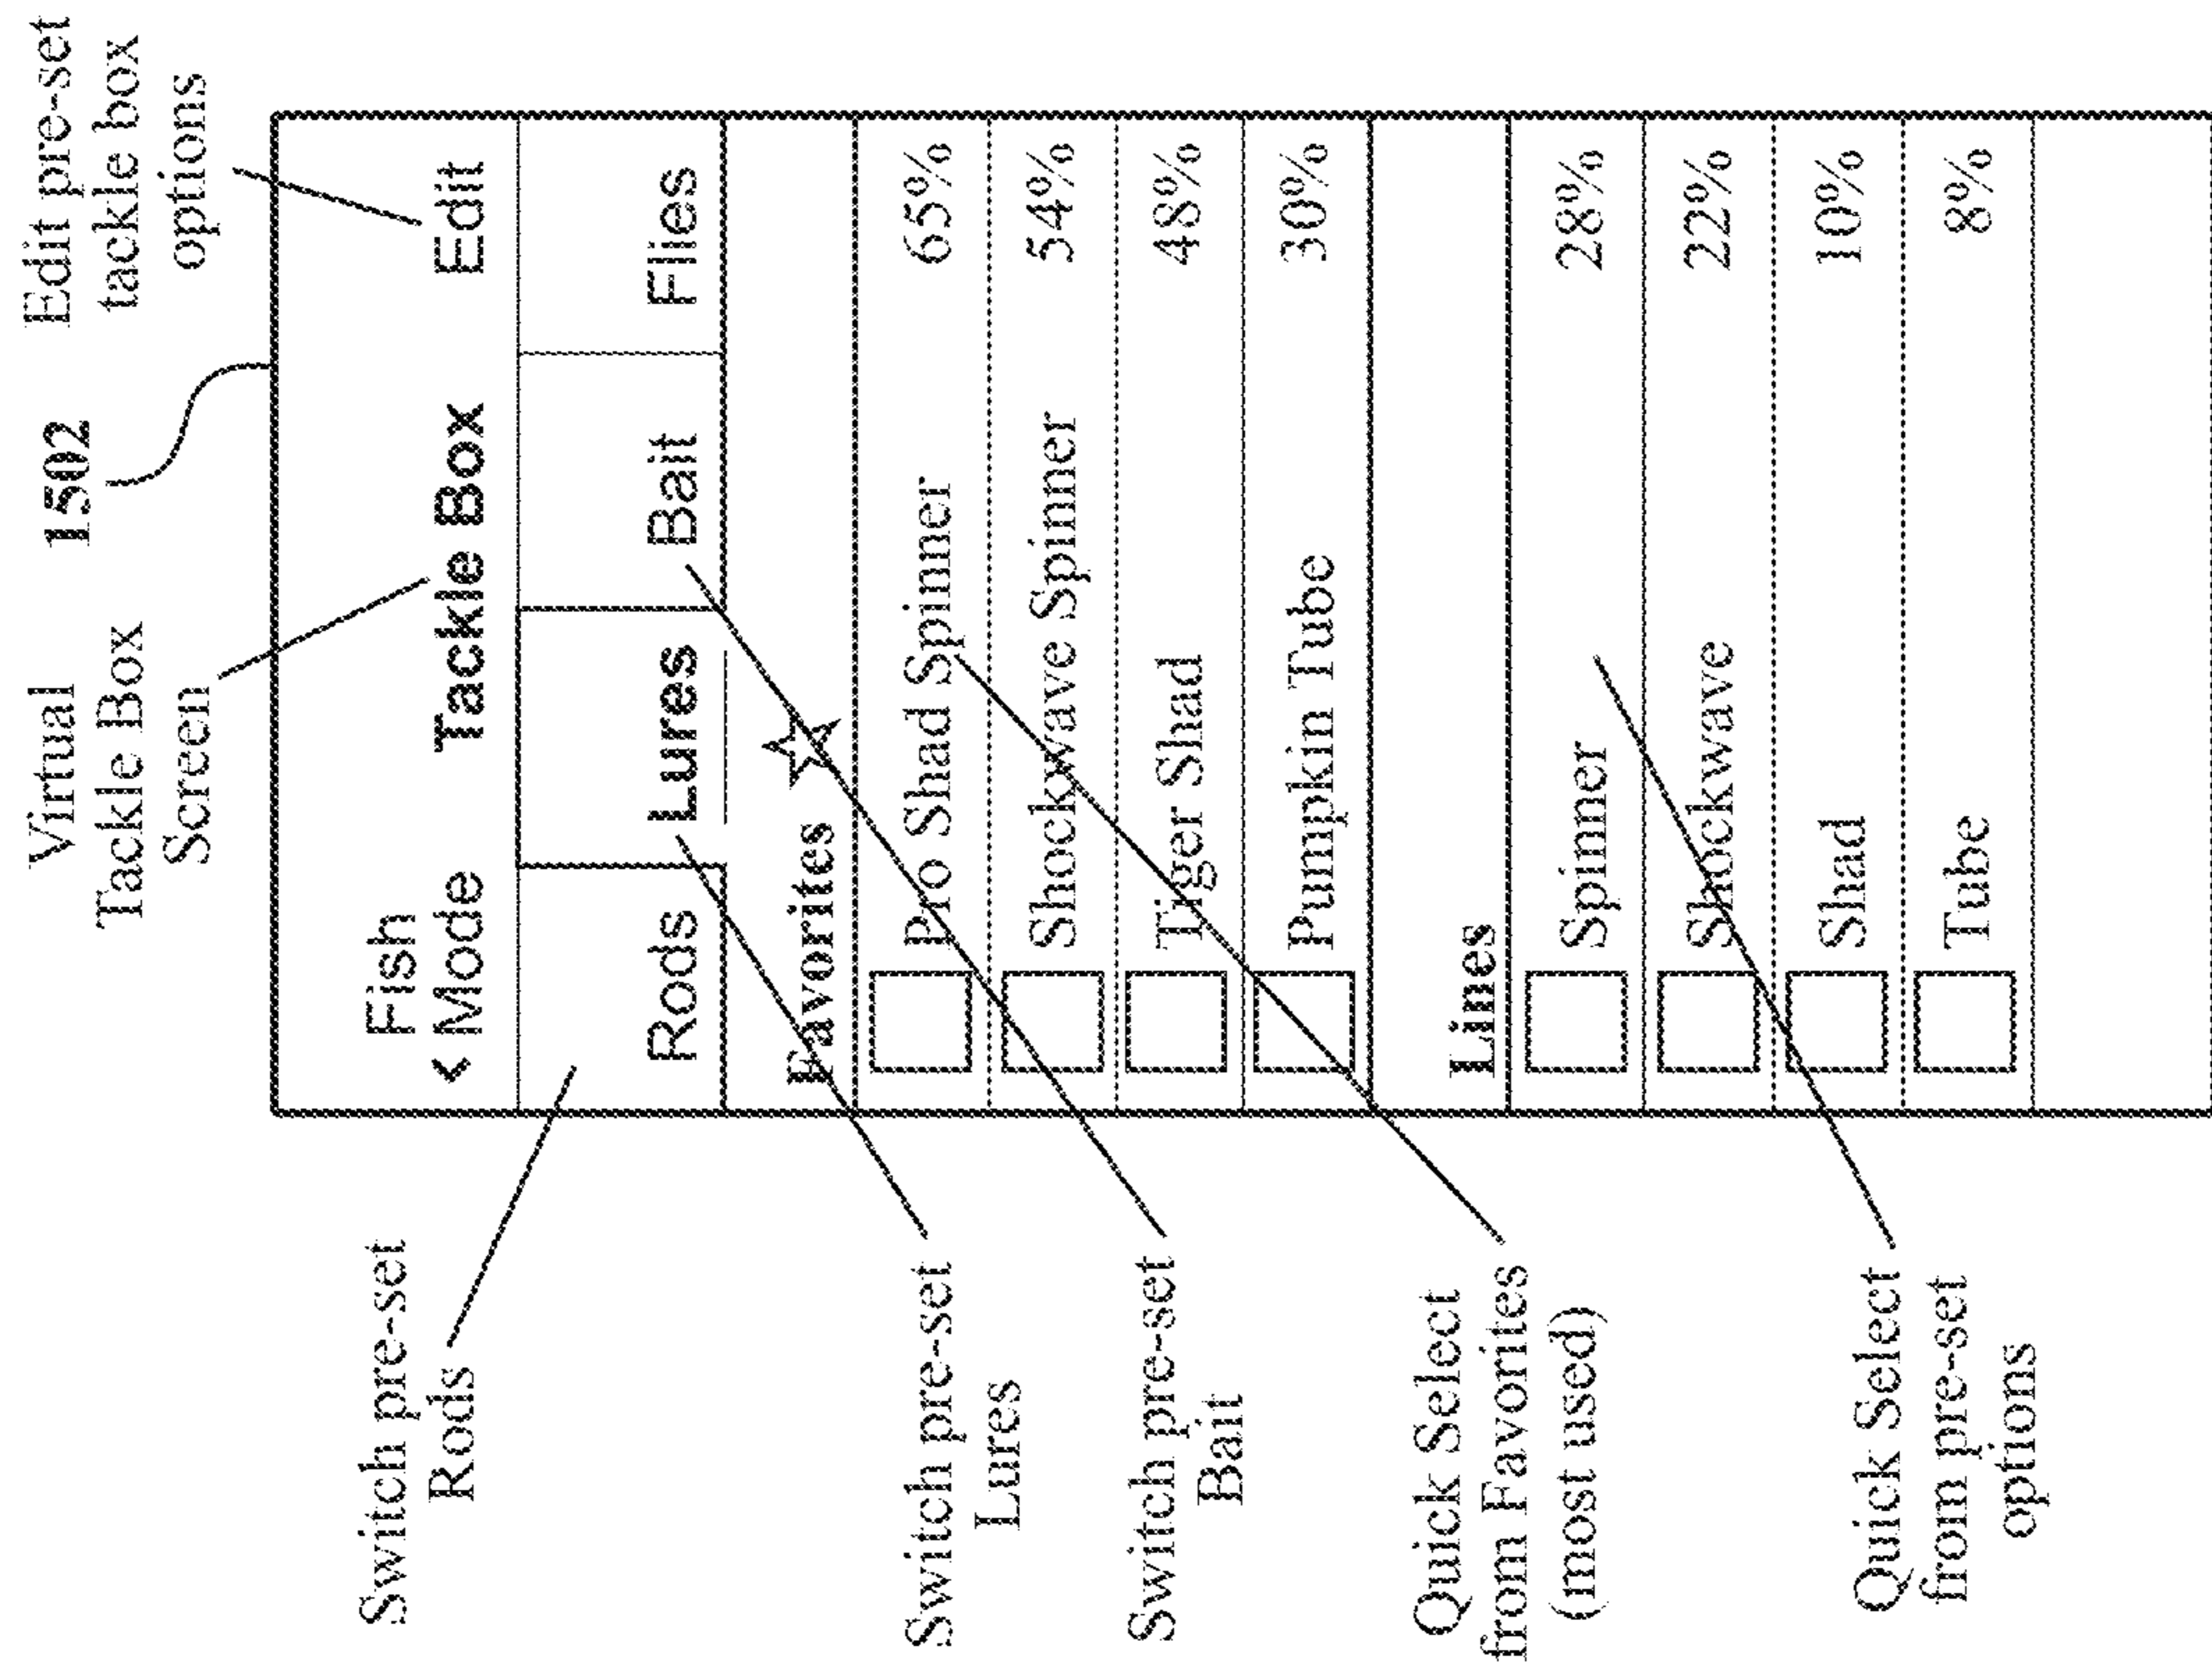 Virtual
Tackle Box
Screen
1502
Edit pre-set
tackle box
options
Fish
< Mode
Tackle Box
Edit
Rods
Lures
Bait
Flies
Favorites ☆
Pro Shad Spinner 65%
Shockwave Spinner 54%
Tiger Shad 48%
Pumpkin Tube 30%
Lines
Spinner 28%
Shockwave 22%
Shad 10%
Tube 8%
Switch pre-set
Rods
Switch pre-set
Lures
Switch pre-set
Bait
Quick Select
from Favorites
(most used)
Quick Select
from pre-set
options